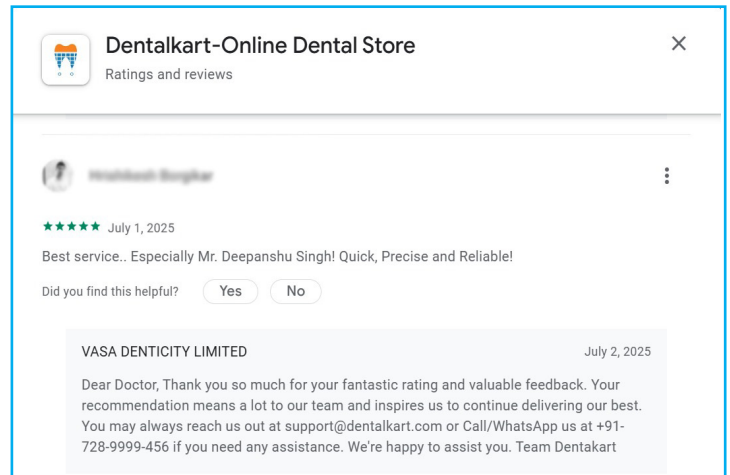 Dentalkart-Online Dental Store
Ratings and reviews
July 1, 2025
Best service.. Especially Mr. Deepanshu Singh! Quick, Precise and Reliable!
Did you find this helpful? Yes No
VASA DENTICITY LIMITED July 2, 2025
Dear Doctor, Thank you so much for your fantastic rating and valuable feedback. Your
recommendation means a lot to our team and inspires us to continue delivering our best.
You may always reach us out at support@dentalkart.com or Call/WhatsApp us at +91-
728-9999-456 if you need any assistance. We're happy to assist you. Team Dentakart